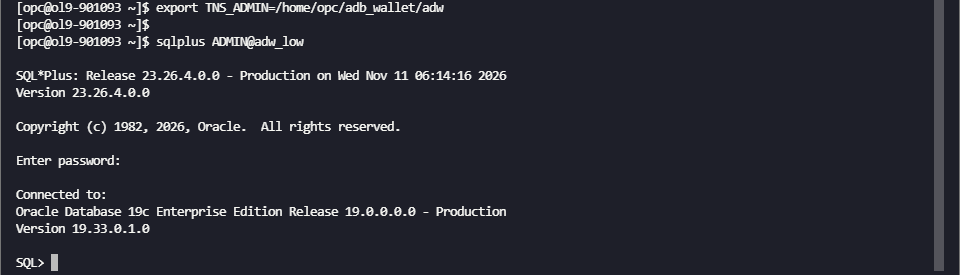 [opc@ol9-901093 ~]$ export TNS_ADMIN=/home/opc/adb_wallet/adw
[opc@ol9-901093 ~]$
[opc@ol9-901093 ~]$ sqlplus ADMIN@adw_low
SQL*Plus: Release 23.26.4.0.0 - Production on Wed Nov 11 06:14:16 2026
Version 23.26.4.0.0
Copyright (c) 1982, 2026, Oracle.  All rights reserved.
Enter password:
Connected to:
Oracle Database 19c Enterprise Edition Release 19.0.0.0.0 - Production
Version 19.33.0.1.0
SQL>